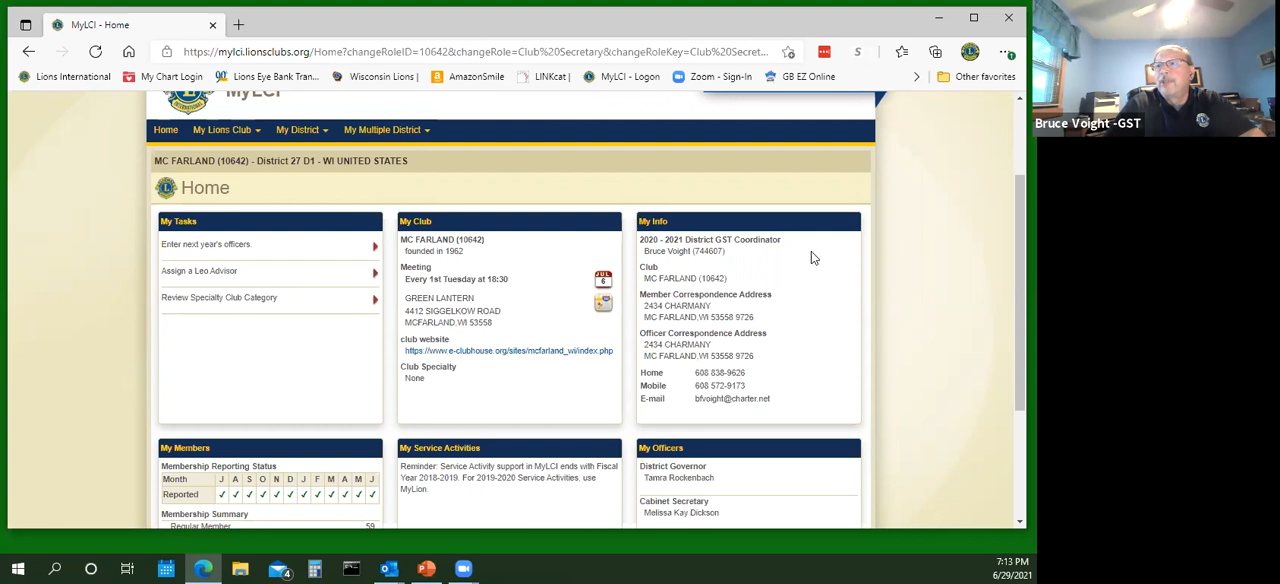 MyLCI - Home
https://mylci.lionsclubs.org/Home?changeRoleID=10642&changeRole=Club%20Secretary&changeRoleKey=Club%20Secret...
Lions International
My Chart Login
Lions Eye Bank Tran...
Wisconsin Lions |
AmazonSmile
LINKcat |
MyLCI - Logon
Zoom - Sign-In
GB EZ Online
Other favorites
INTERNATIONAL
MyLCI
Home
My Lions Club
My District
My Multiple District
MC FARLAND (10642) - District 27 D1 - WI UNITED STATES
Home
My Tasks
Enter next year's officers.
Assign a Leo Advisor
Review Specialty Club Category
My Club
MC FARLAND (10642)
founded in 1962
Meeting
Every 1st Tuesday at 18:30
JUL
6
GREEN LANTERN
4412 SIGGELKOW ROAD
MCFARLAND,WI 53558
club website
https://www.e-clubhouse.org/sites/mcfarland_wi/index.php
Club Specialty
None
My Info
2020 - 2021 District GST Coordinator
Bruce Voight (744607)
Club
MC FARLAND (10642)
Member Correspondence Address
2434 CHARMANY
MC FARLAND,WI 53558 9726
Officer Correspondence Address
2434 CHARMANY
MC FARLAND,WI 53558 9726
Home 608 838-9626
Mobile 608 572-9173
E-mail bfvoight@charter.net
My Members
Membership Reporting Status
Month J A S O N D J F M A M J
Reported ✓ ✓ ✓ ✓ ✓ ✓ ✓ ✓ ✓ ✓ ✓ ✓
Membership Summary
Regular Member 59
My Service Activities
Reminder: Service Activity support in MyLCI ends with Fiscal
Year 2018-2019. For 2019-2020 Service Activities, use
MyLion.
My Officers
District Governor
Tamra Rockenbach
Cabinet Secretary
Melissa Kay Dickson
Bruce Voight -GST
4
7:13 PM
6/29/2021